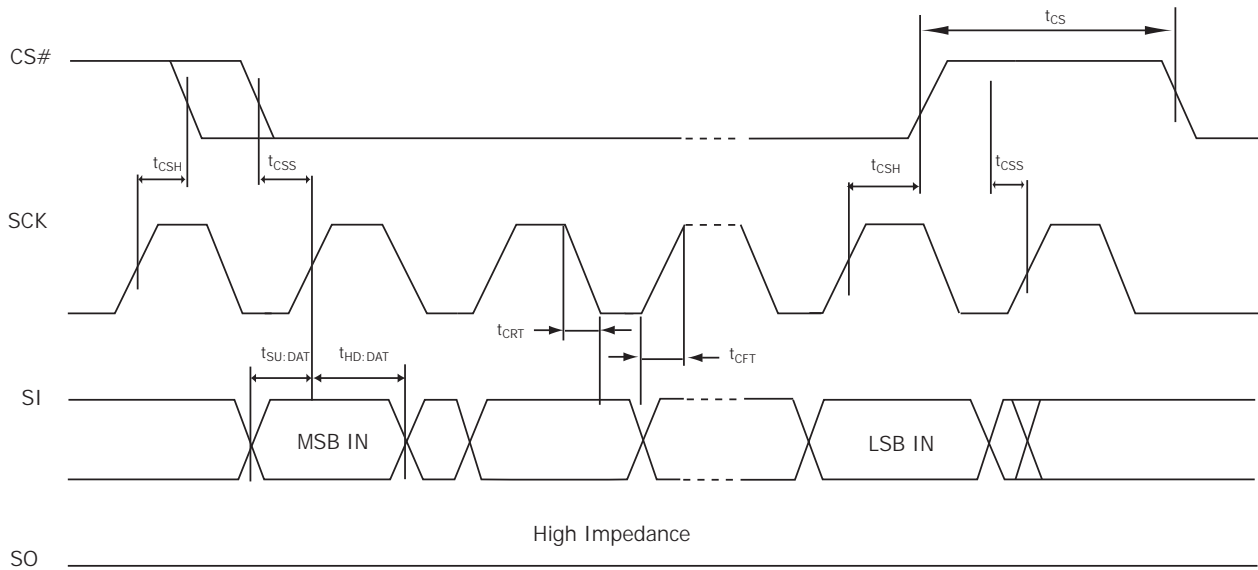 tCS
CS#
tCSH
tCSS
tCSH
tCSS
SCK
tCRT
tCFT
tSU:DAT
tHD:DAT
SI
MSB IN
LSB IN
High Impedance
SO